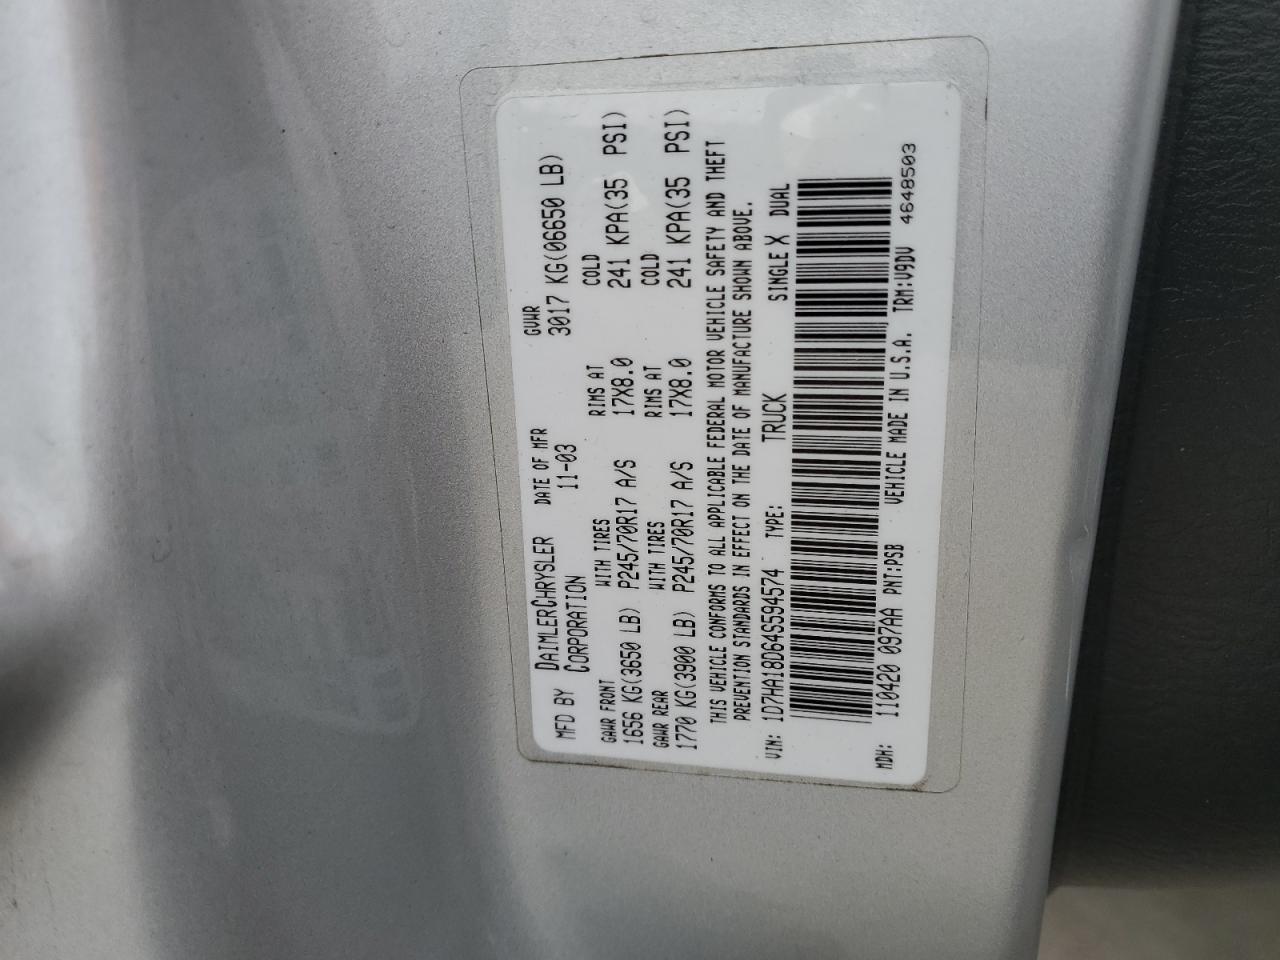 MFD BY DAIMLERCHRYSLER CORPORATION DATE OF MFR 11-03 GVWR 3017 KG(06650 LB)
GAWR FRONT WITH TIRES RIMS AT COLD
1656 KG(3650 LB) P245/70R17 A/S 17X8.0 241 KPA(35 PSI)
GAWR REAR WITH TIRES RIMS AT COLD
1770 KG(3900 LB) P245/70R17 A/S 17X8.0 241 KPA(35 PSI)
THIS VEHICLE CONFORMS TO ALL APPLICABLE FEDERAL MOTOR VEHICLE SAFETY AND THEFT
PREVENTION STANDARDS IN EFFECT ON THE DATE OF MANUFACTURE SHOWN ABOVE.
VIN: 1D7HA18D64S594574 TYPE: TRUCK SINGLE X DUAL
MDH: 110420 097AA PNT:PSB VEHICLE MADE IN U.S.A. TRM:V9DV 4648503